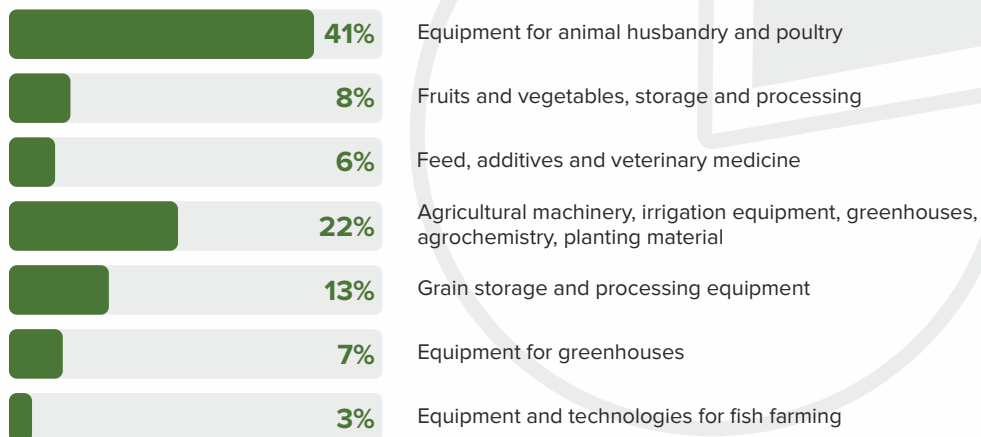 41% Equipment for animal husbandry and poultry
8% Fruits and vegetables, storage and processing
6% Feed, additives and veterinary medicine
22% Agricultural machinery, irrigation equipment, greenhouses,
agrochemistry, planting material
13% Grain storage and processing equipment
7% Equipment for greenhouses
3% Equipment and technologies for fish farming